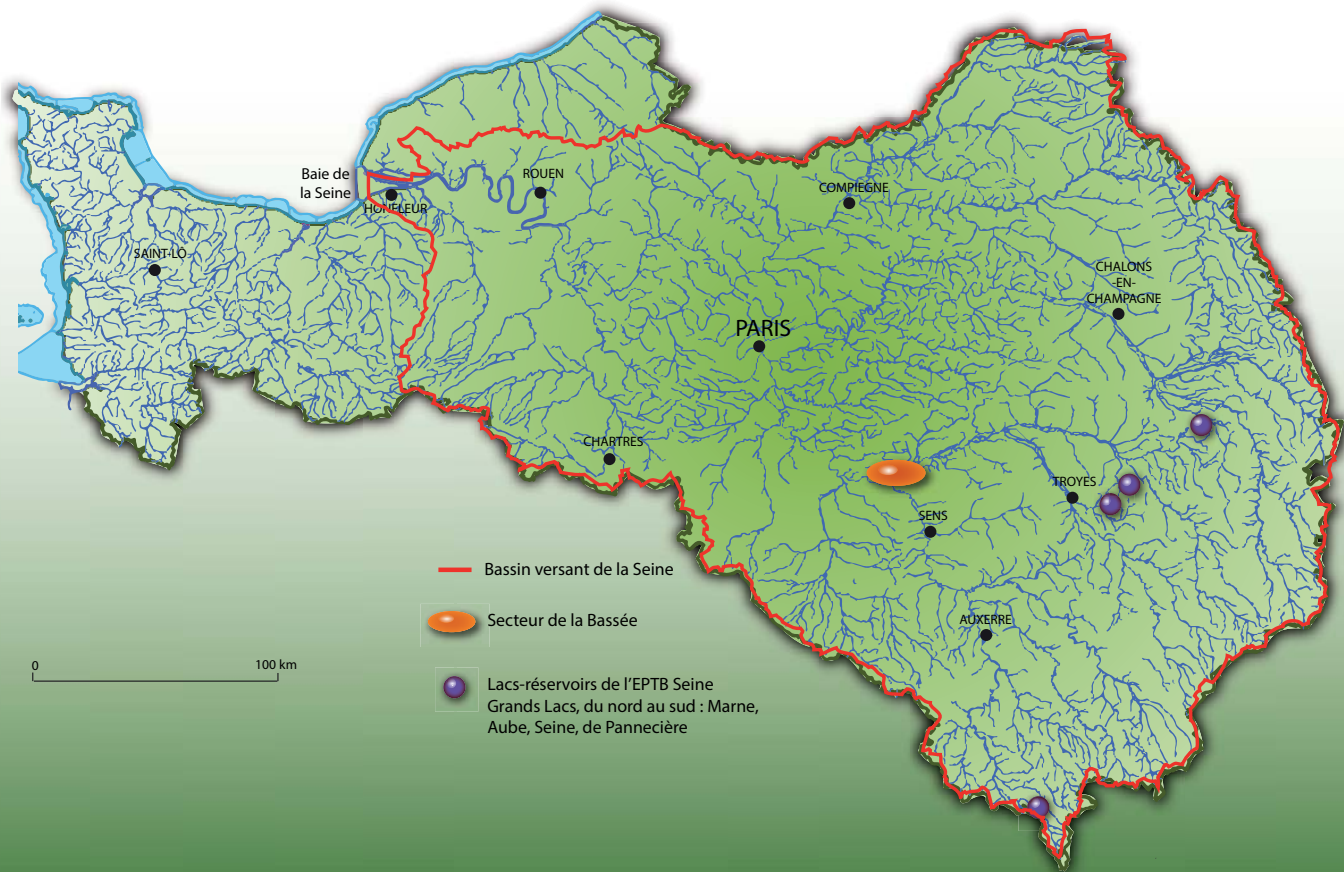 Baie de
la Seine
HONFLEUR
ROUEN
COMPIEGNE
SAINT-LÔ
CHALONS
-EN-
CHAMPAGNE
PARIS
CHARTRES
TROYES
SENS
AUXERRE
Bassin versant de la Seine
Secteur de la Bassée
Lacs-réservoirs de l’EPTB Seine
Grands Lacs, du nord au sud : Marne,
Aube, Seine, de Pannecière
0 100 km